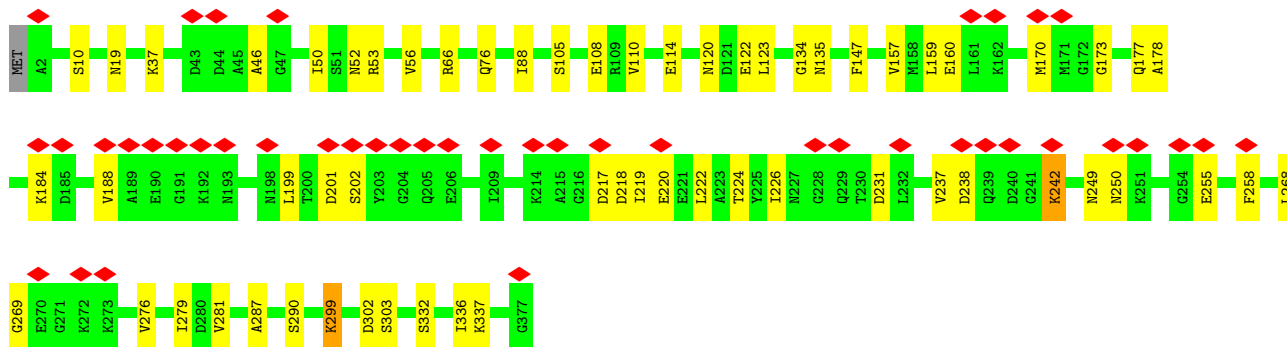 MET A2 S10 N19 K37 D43 D44 A45 A46 G47 I50 S51 N52 R53 V56 R66 Q76 I88 S105 E108 R109 V110 E114 N120 D121 E122 L123 G134 N135 F147 V157 M158 L159 E160 L161 K162 M170 M171 G172 G173 Q177 A178
K184 D185 V188 A189 E190 G191 K192 N193 N198 L199 T200 D201 S202 Y203 G204 Q205 E206 I209 K214 A215 G216 D217 D218 I219 E220 E221 L222 A223 T224 Y225 I226 N227 G228 Q229 T230 D231 L232 V237 D238 Q239 D240 G241 K242 N249 N250 K251 G254 E255 F258
G269 E270 G271 K272 K273 V276 I279 D280 V281 A287 S290 K299 D302 S303 S332 I336 K337 G377